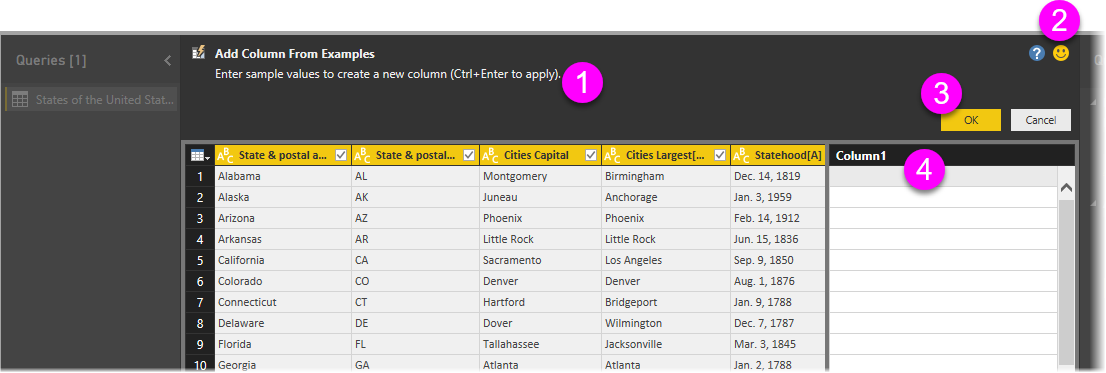 2
Queries [1]
<
Add Column From Examples
?
Enter sample values to create a new column (Ctrl+Enter to apply).
1
3
OK
Cancel
States of the United Stat...
ABC State & postal a... ABC State & postal... ABC Cities Capital ABC Cities Largest[... ABC Statehood[A] Column1
4
1 Alabama AL Montgomery Birmingham Dec. 14, 1819
2 Alaska AK Juneau Anchorage Jan. 3, 1959
3 Arizona AZ Phoenix Phoenix Feb. 14, 1912
4 Arkansas AR Little Rock Little Rock Jun. 15, 1836
5 California CA Sacramento Los Angeles Sep. 9, 1850
6 Colorado CO Denver Denver Aug. 1, 1876
7 Connecticut CT Hartford Bridgeport Jan. 9, 1788
8 Delaware DE Dover Wilmington Dec. 7, 1787
9 Florida FL Tallahassee Jacksonville Mar. 3, 1845
10 Georgia GA Atlanta Atlanta Jan. 2, 1788